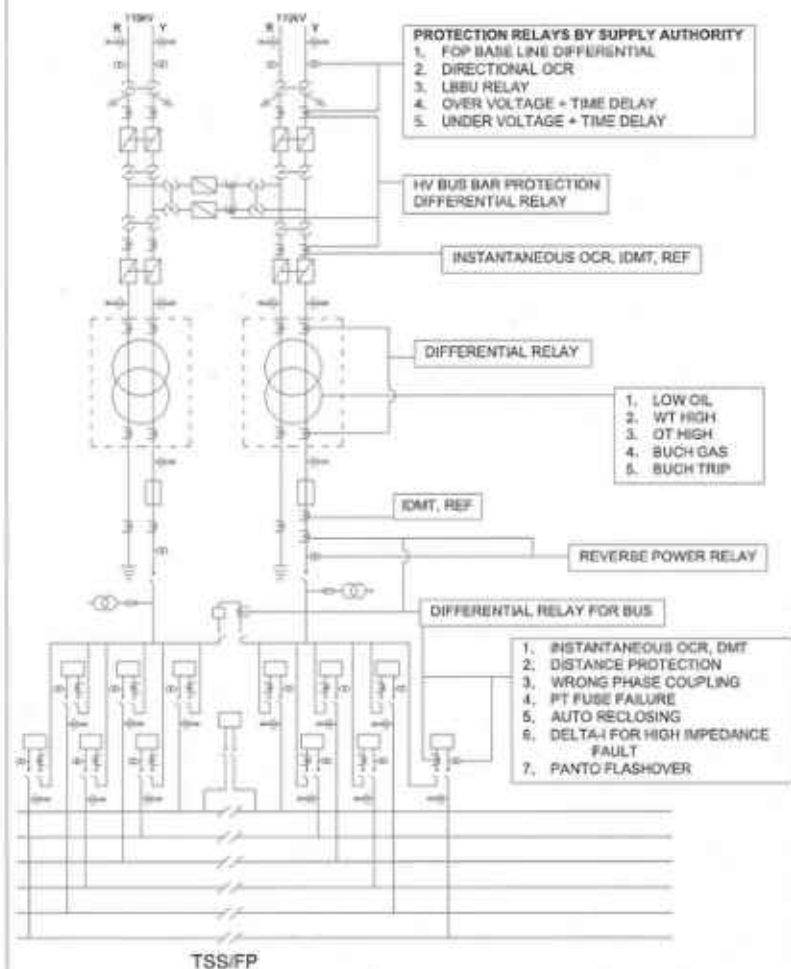 110KV 110KV
R Y R Y
PROTECTION RELAYS BY SUPPLY AUTHORITY
1. FOP BASE LINE DIFFERENTIAL
2. DIRECTIONAL OCR
3. LBBU RELAY
4. OVER VOLTAGE + TIME DELAY
5. UNDER VOLTAGE + TIME DELAY
HV BUS BAR PROTECTION
DIFFERENTIAL RELAY
INSTANTANEOUS OCR, IDMT, REF
DIFFERENTIAL RELAY
1. LOW OIL
2. WT HIGH
3. OT HIGH
4. BUCH GAS
5. BUCH TRIP
IDMT, REF
REVERSE POWER RELAY
DIFFERENTIAL RELAY FOR BUS
1. INSTANTANEOUS OCR, DMT
2. DISTANCE PROTECTION
3. WRONG PHASE COUPLING
4. PT FUSE FAILURE
5. AUTO RECLOSING
6. DELTA-I FOR HIGH IMPEDANCE
FAULT
7. PANTO FLASHOVER
TSS/FP